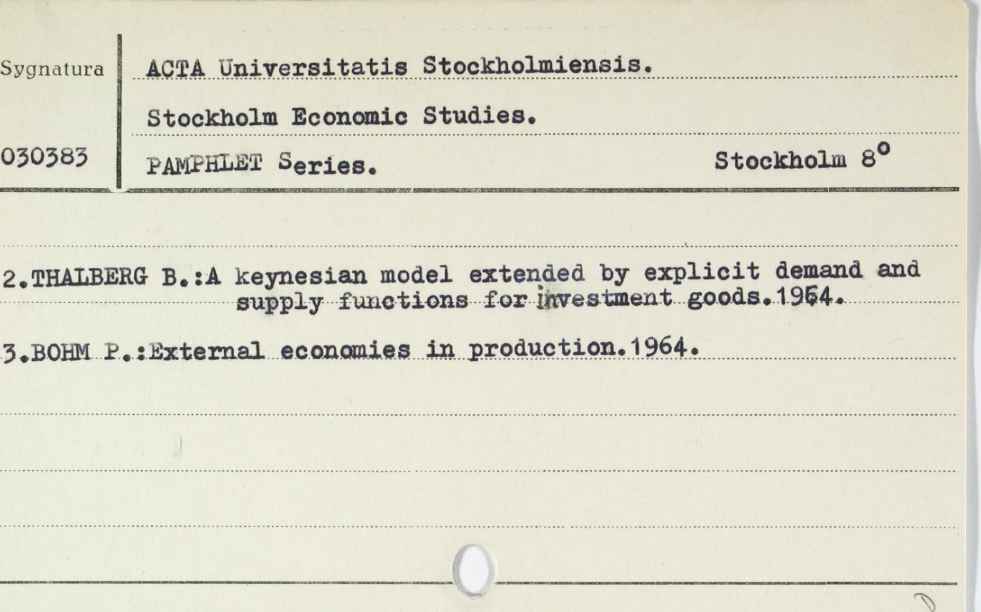 Sygnatura
ACTA Universitatis Stockholmiensis.
Stockholm Economic Studies.
030383
PAMPHLET Series. Stockholm 8°
2.THALBERG B.:A keynesian model extended by explicit demand and
supply functions for investment goods.1964.
3.BOHM P.:External economies in production.1964.